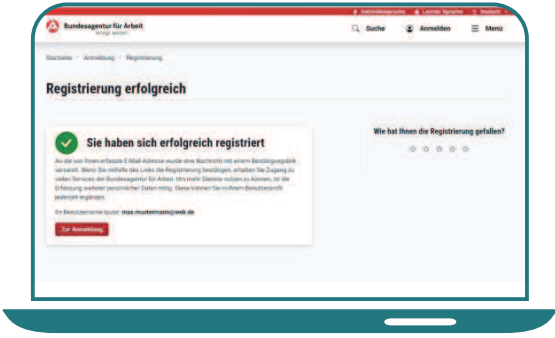 Gebärdensprache Leichte Sprache Deutsch
Bundesagentur für Arbeit
bringt weiter.
Suche Anmelden Menü
Startseite Anmeldung Registrierung
Registrierung erfolgreich
Sie haben sich erfolgreich registriert
An die von Ihnen erfasste E-Mail-Adresse wurde eine Nachricht mit einem Bestätigungslink
versandt. Wenn Sie mithilfe des Links die Registrierung bestätigen, erhalten Sie Zugang zu
vielen Services der Bundesagentur für Arbeit. Um mehr Dienste nutzen zu können, ist die
Erfassung weiterer persönlicher Daten nötig. Diese können Sie in Ihrem Benutzerprofil
jederzeit ergänzen.
Ihr Benutzername lautet: max.mustermann@web.de
Zur Anmeldung
Wie hat Ihnen die Registrierung gefallen?